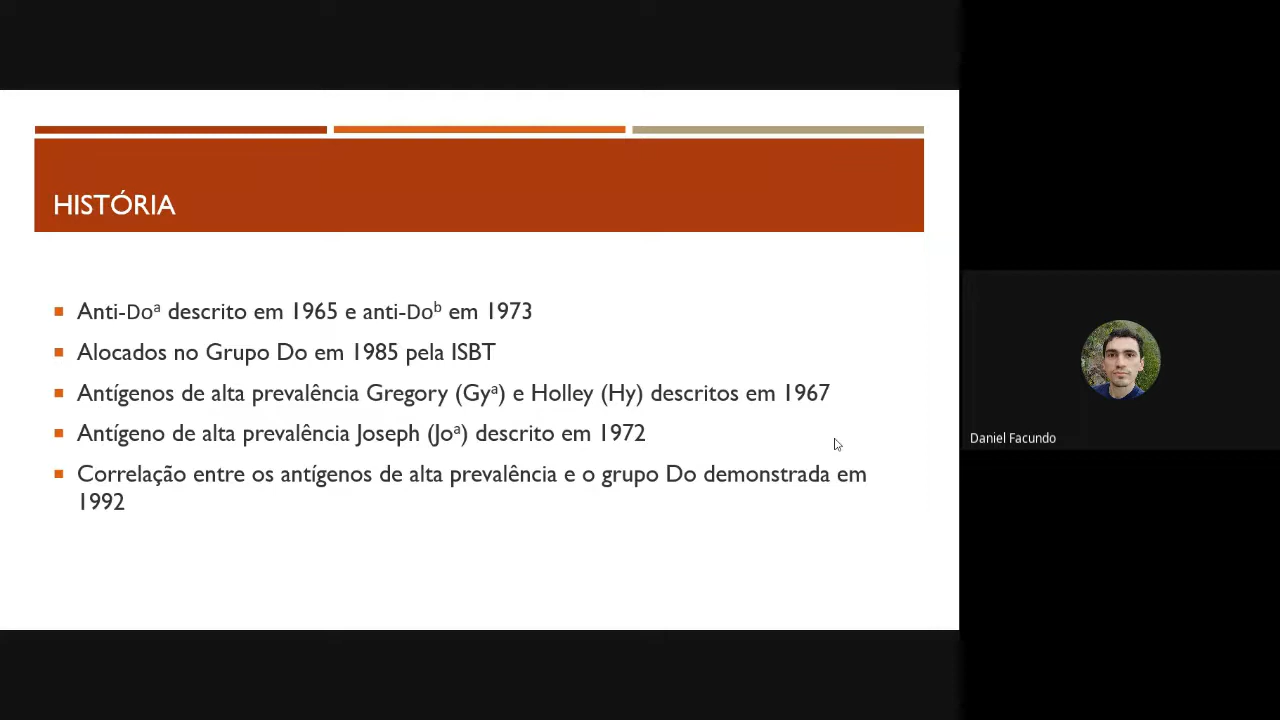 HISTÓRIA
Anti-Doᵃ descrito em 1965 e anti-Doᵇ em 1973
Alocados no Grupo Do em 1985 pela ISBT
Antígenos de alta prevalência Gregory (Gyᵃ) e Holley (Hy) descritos em 1967
Antígeno de alta prevalência Joseph (Joᵃ) descrito em 1972
Correlação entre os antígenos de alta prevalência e o grupo Do demonstrada em
1992
Daniel Facundo